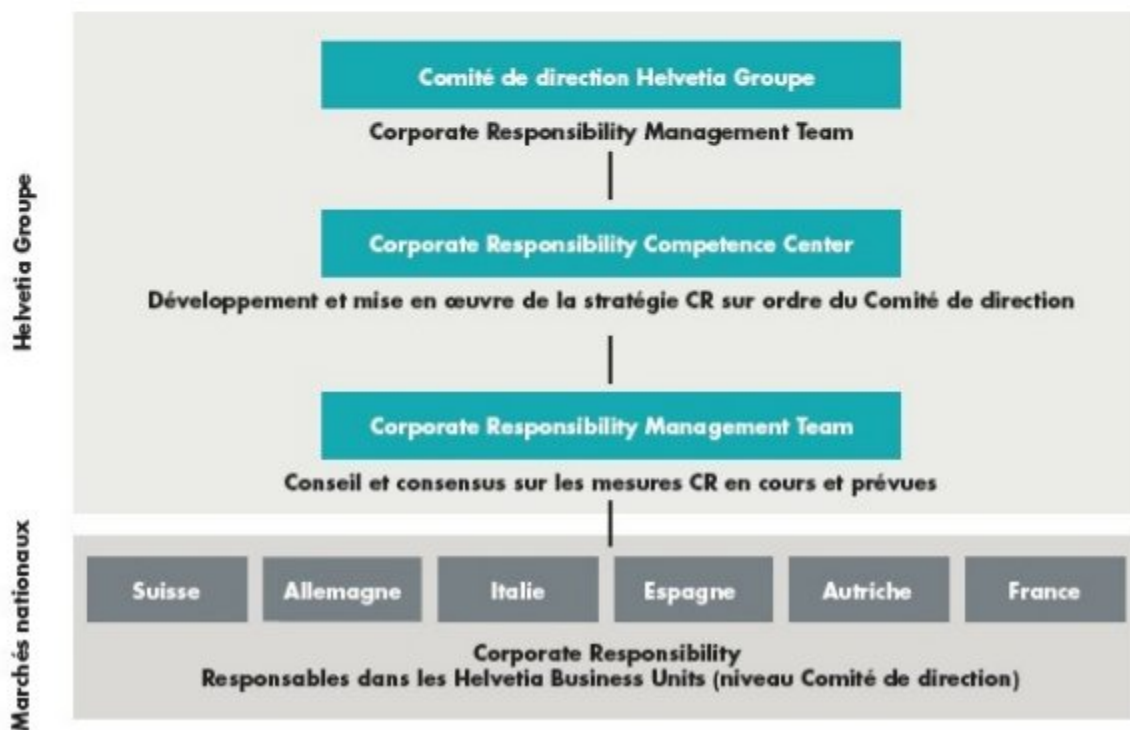 Helvetia Groupe
Comité de direction Helvetia Groupe
Corporate Responsibility Management Team
Corporate Responsibility Competence Center
Développement et mise en œuvre de la stratégie CR sur ordre du Comité de direction
Corporate Responsibility Management Team
Conseil et consensus sur les mesures CR en cours et prévues
Marchés nationaux
Suisse
Allemagne
Italie
Espagne
Autriche
France
Corporate Responsibility
Responsables dans les Helvetia Business Units (niveau Comité de direction)